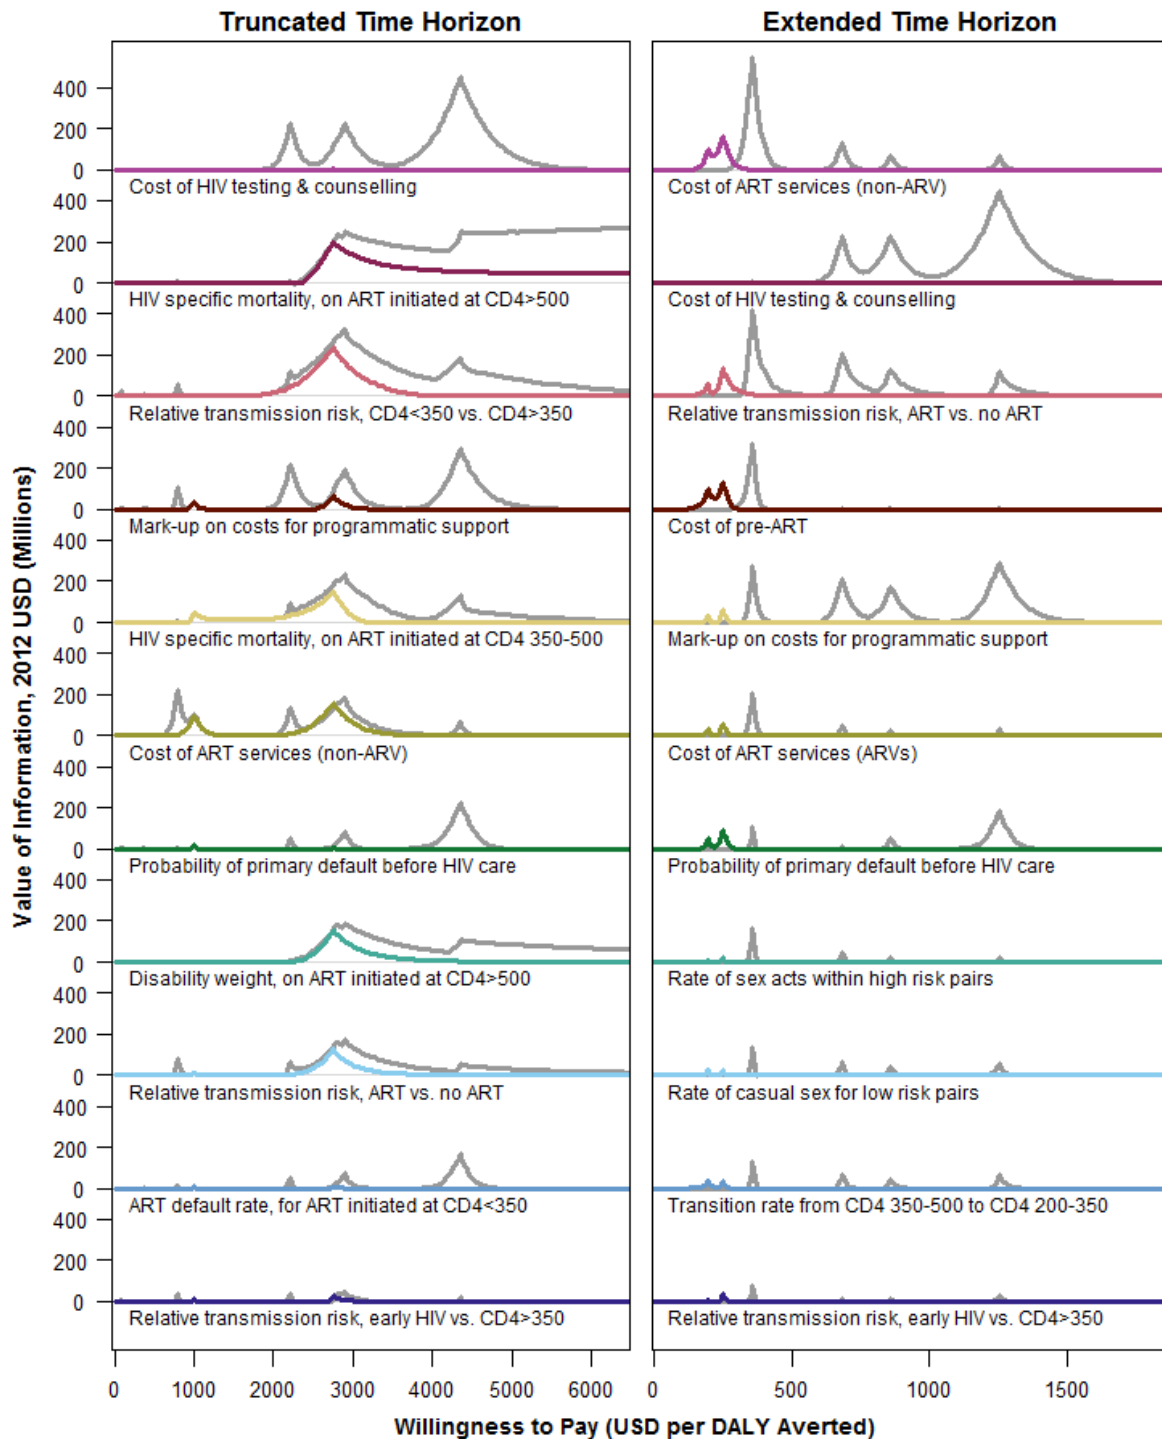 Truncated Time Horizon
Extended Time Horizon
Value of Information, 2012 USD (Millions)
400
200
0
Cost of HIV testing & counselling
Cost of ART services (non-ARV)
400
200
0
HIV specific mortality, on ART initiated at CD4>500
Cost of HIV testing & counselling
400
200
0
Relative transmission risk, CD4<350 vs. CD4>350
Relative transmission risk, ART vs. no ART
400
200
0
Mark-up on costs for programmatic support
Cost of pre-ART
400
200
0
HIV specific mortality, on ART initiated at CD4 350-500
Mark-up on costs for programmatic support
400
200
0
Cost of ART services (non-ARV)
Cost of ART services (ARVs)
400
200
0
Probability of primary default before HIV care
Probability of primary default before HIV care
400
200
0
Disability weight, on ART initiated at CD4>500
Rate of sex acts within high risk pairs
400
200
0
Relative transmission risk, ART vs. no ART
Rate of casual sex for low risk pairs
400
200
0
ART default rate, for ART initiated at CD4<350
Transition rate from CD4 350-500 to CD4 200-350
400
200
0
Relative transmission risk, early HIV vs. CD4>350
Relative transmission risk, early HIV vs. CD4>350
0 1000 2000 3000 4000 5000 6000
0 500 1000 1500
Willingness to Pay (USD per DALY Averted)